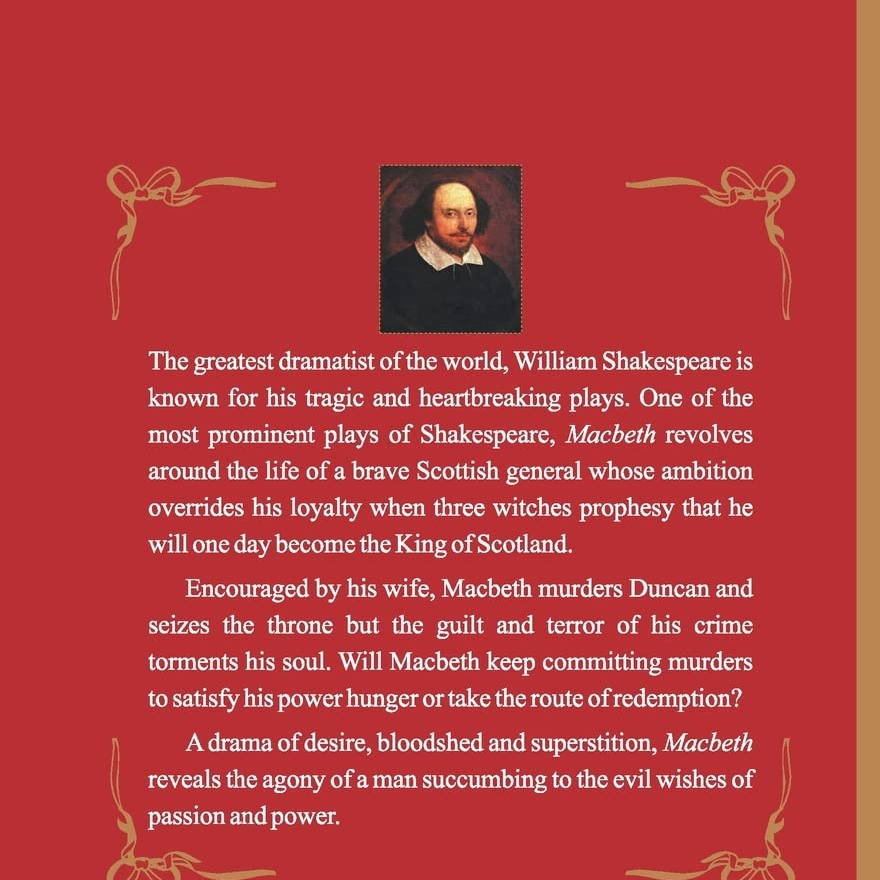 The greatest dramatist of the world, William Shakespeare is
known for his tragic and heartbreaking plays. One of the
most prominent plays of Shakespeare, Macbeth revolves
around the life of a brave Scottish general whose ambition
overrides his loyalty when three witches prophesy that he
will one day become the King of Scotland.
Encouraged by his wife, Macbeth murders Duncan and
seizes the throne but the guilt and terror of his crime
torments his soul. Will Macbeth keep committing murders
to satisfy his power hunger or take the route of redemption?
A drama of desire, bloodshed and superstition, Macbeth
reveals the agony of a man succumbing to the evil wishes of
passion and power.